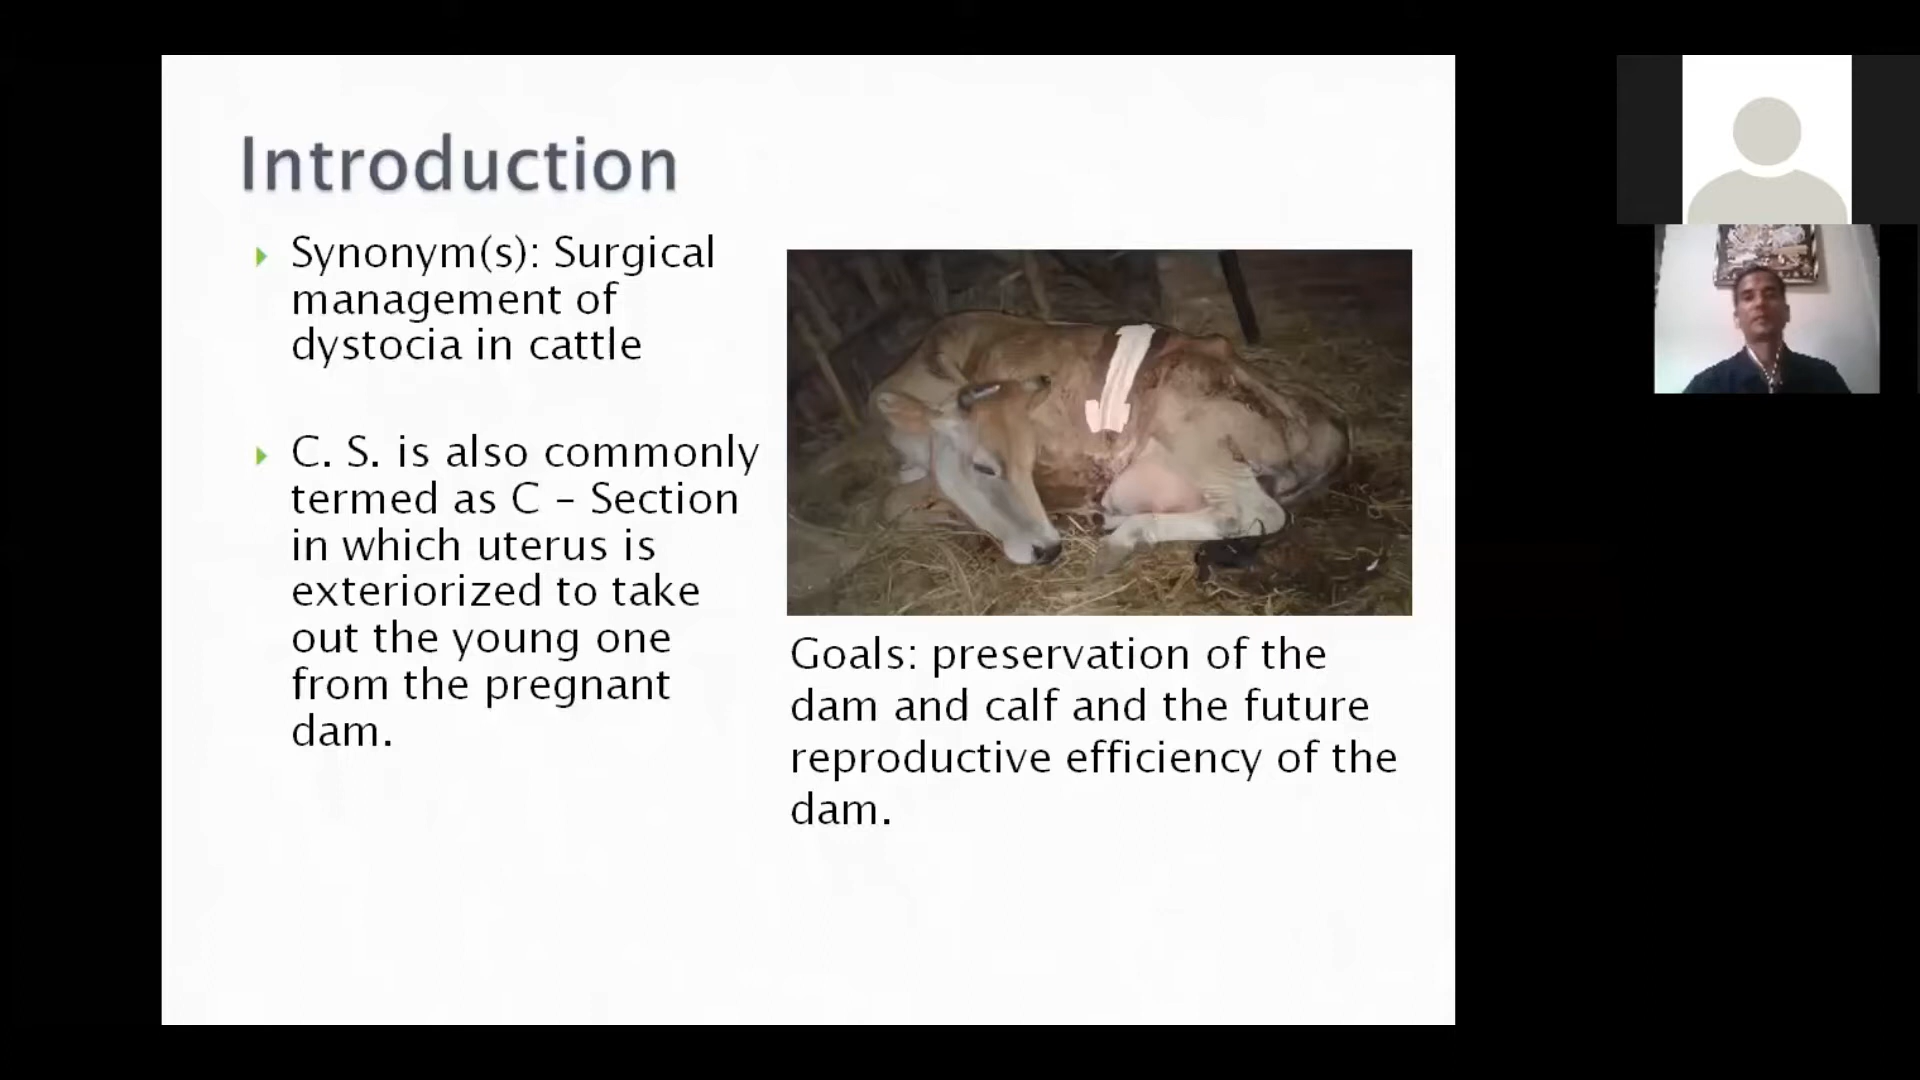 Introduction
Synonym(s): Surgical
management of
dystocia in cattle
C. S. is also commonly
termed as C – Section
in which uterus is
exteriorized to take
out the young one
from the pregnant
dam.
Goals: preservation of the
dam and calf and the future
reproductive efficiency of the
dam.